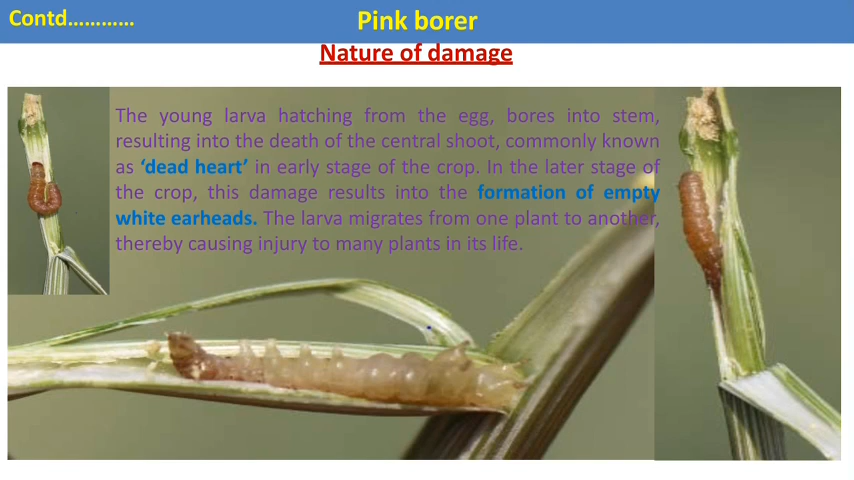 Contd…………
Pink borer
Nature of damage
The young larva hatching from the egg, bores into stem,
resulting into the death of the central shoot, commonly known
as ‘dead heart’ in early stage of the crop. In the later stage of
the crop, this damage results into the formation of empty
white earheads. The larva migrates from one plant to another,
thereby causing injury to many plants in its life.